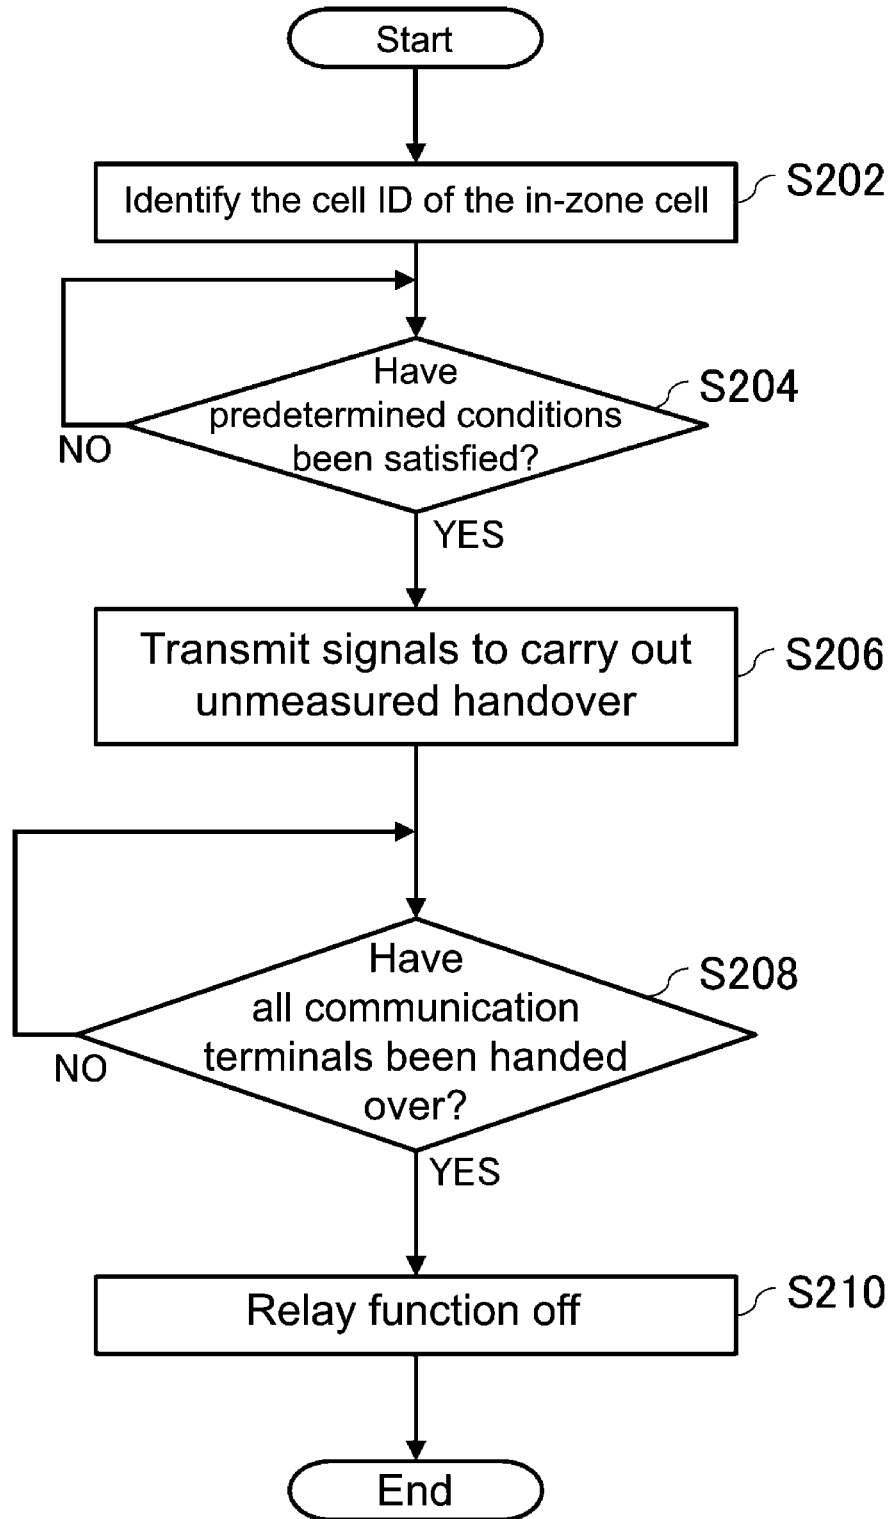 Start
Identify the cell ID of the in-zone cell
S202
Have
predetermined conditions
been satisfied?
S204
NO
YES
Transmit signals to carry out
unmeasured handover
S206
Have
all communication
terminals been handed
over?
S208
NO
YES
Relay function off
S210
End